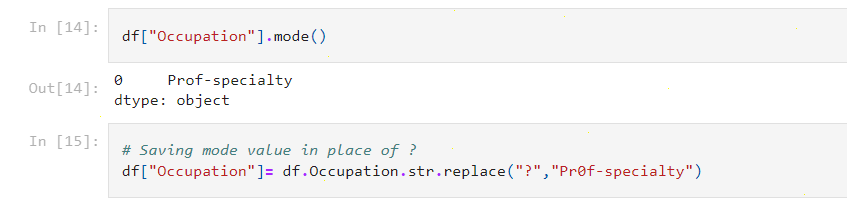 In [14]:
df["Occupation"].mode()
Out[14]:
0     Prof-specialty
dtype: object
In [15]:
# Saving mode value in place of ?
df["Occupation"]= df.Occupation.str.replace("?","Pr0f-specialty")